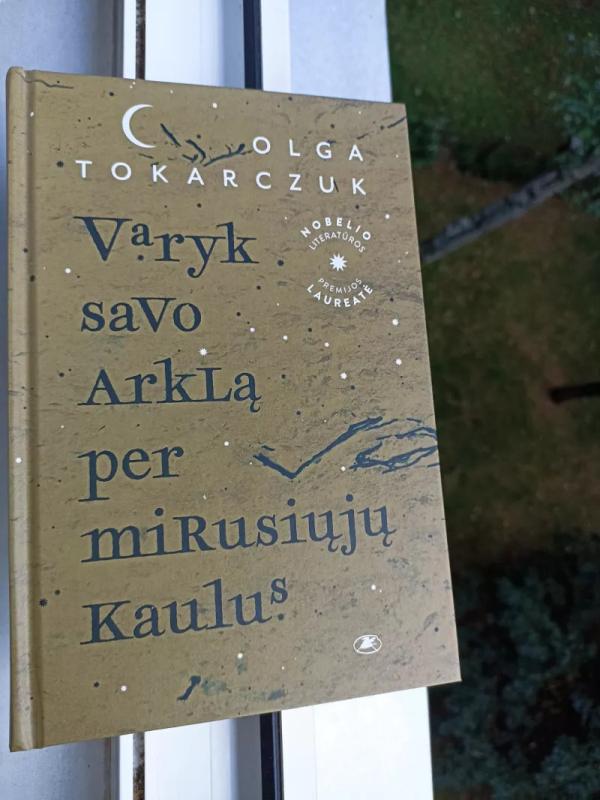 OLGA
TOKARCZUK
NOBELIO
LITERATŪROS
PREMIJOS
LAUREATĖ
Varyk
savo
ArkLą
per
miRusiųjų
Kaulus